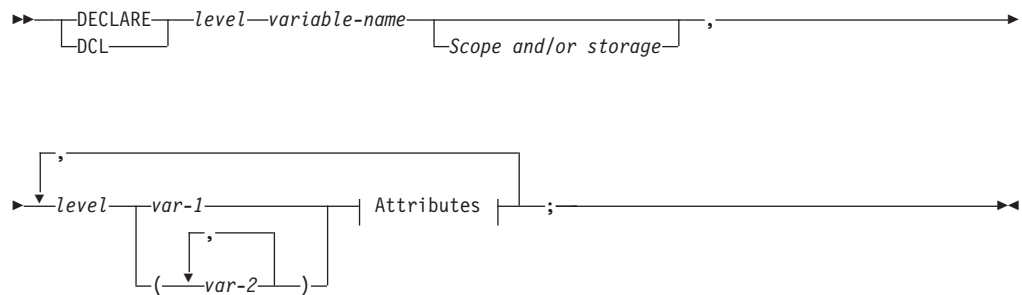 DECLARE level variable-name ,
DCL Scope and/or storage
,
level var-1 Attributes ;
,
( var-2 )